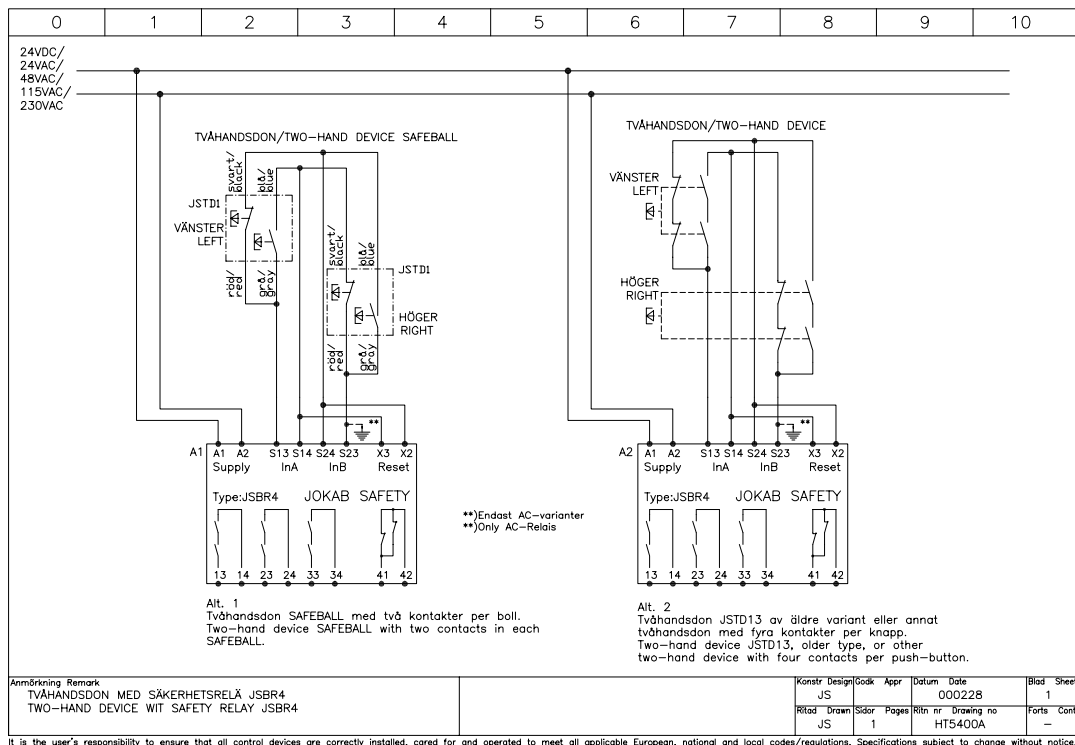 0 1 2 3 4 5 6 7 8 9 10
24VDC/
24VAC/
48VAC/
115VAC/
230VAC
TVÅHANDSDON/TWO-HAND DEVICE SAFEBALL
svart/
black
blå/
blue
JSTD1
VÄNSTER
LEFT
röd/
red
grå/
gray
svart/
black
blå/
blue
JSTD1
HÖGER
RIGHT
röd/
red
grå/
gray
**
A1 A1 A2 S13 S14 S24 S23 X3 X2
Supply InA InB Reset
Type:JSBR4 JOKAB SAFETY
13 14 23 24 33 34 41 42
Alt. 1
Tvåhandsdon SAFEBALL med två kontakter per boll.
Two-hand device SAFEBALL with two contacts in each
SAFEBALL.
**)Endast AC-varianter
**)Only AC-Relais
TVÅHANDSDON/TWO-HAND DEVICE
VÄNSTER
LEFT
HÖGER
RIGHT
**
A2 A1 A2 S13 S14 S24 S23 X3 X2
Supply InA InB Reset
Type:JSBR4 JOKAB SAFETY
13 14 23 24 33 34 41 42
Alt. 2
Tvåhandsdon JSTD13 av äldre variant eller annat
tvåhandsdon med fyra kontakter per knapp.
Two-hand device JSTD13, older type, or other
two-hand device with four contacts per push-button.
Anmörkning Remark
TVÅHANDSDON MED SÄKERHETSRELÄ JSBR4
TWO-HAND DEVICE WIT SAFETY RELAY JSBR4
Konstr Design Godk Appr Datum Date Blad Sheet
JS 000228 1
Ritad Drawn Sidor Pages Ritn nr Drawing no Forts Cont
JS 1 HT5400A -
It is the user's responsibility to ensure that all control devices are correctly installed, cared for and operated to meet all applicable European, national and local codes/regulations. Specifications subject to change without notice.